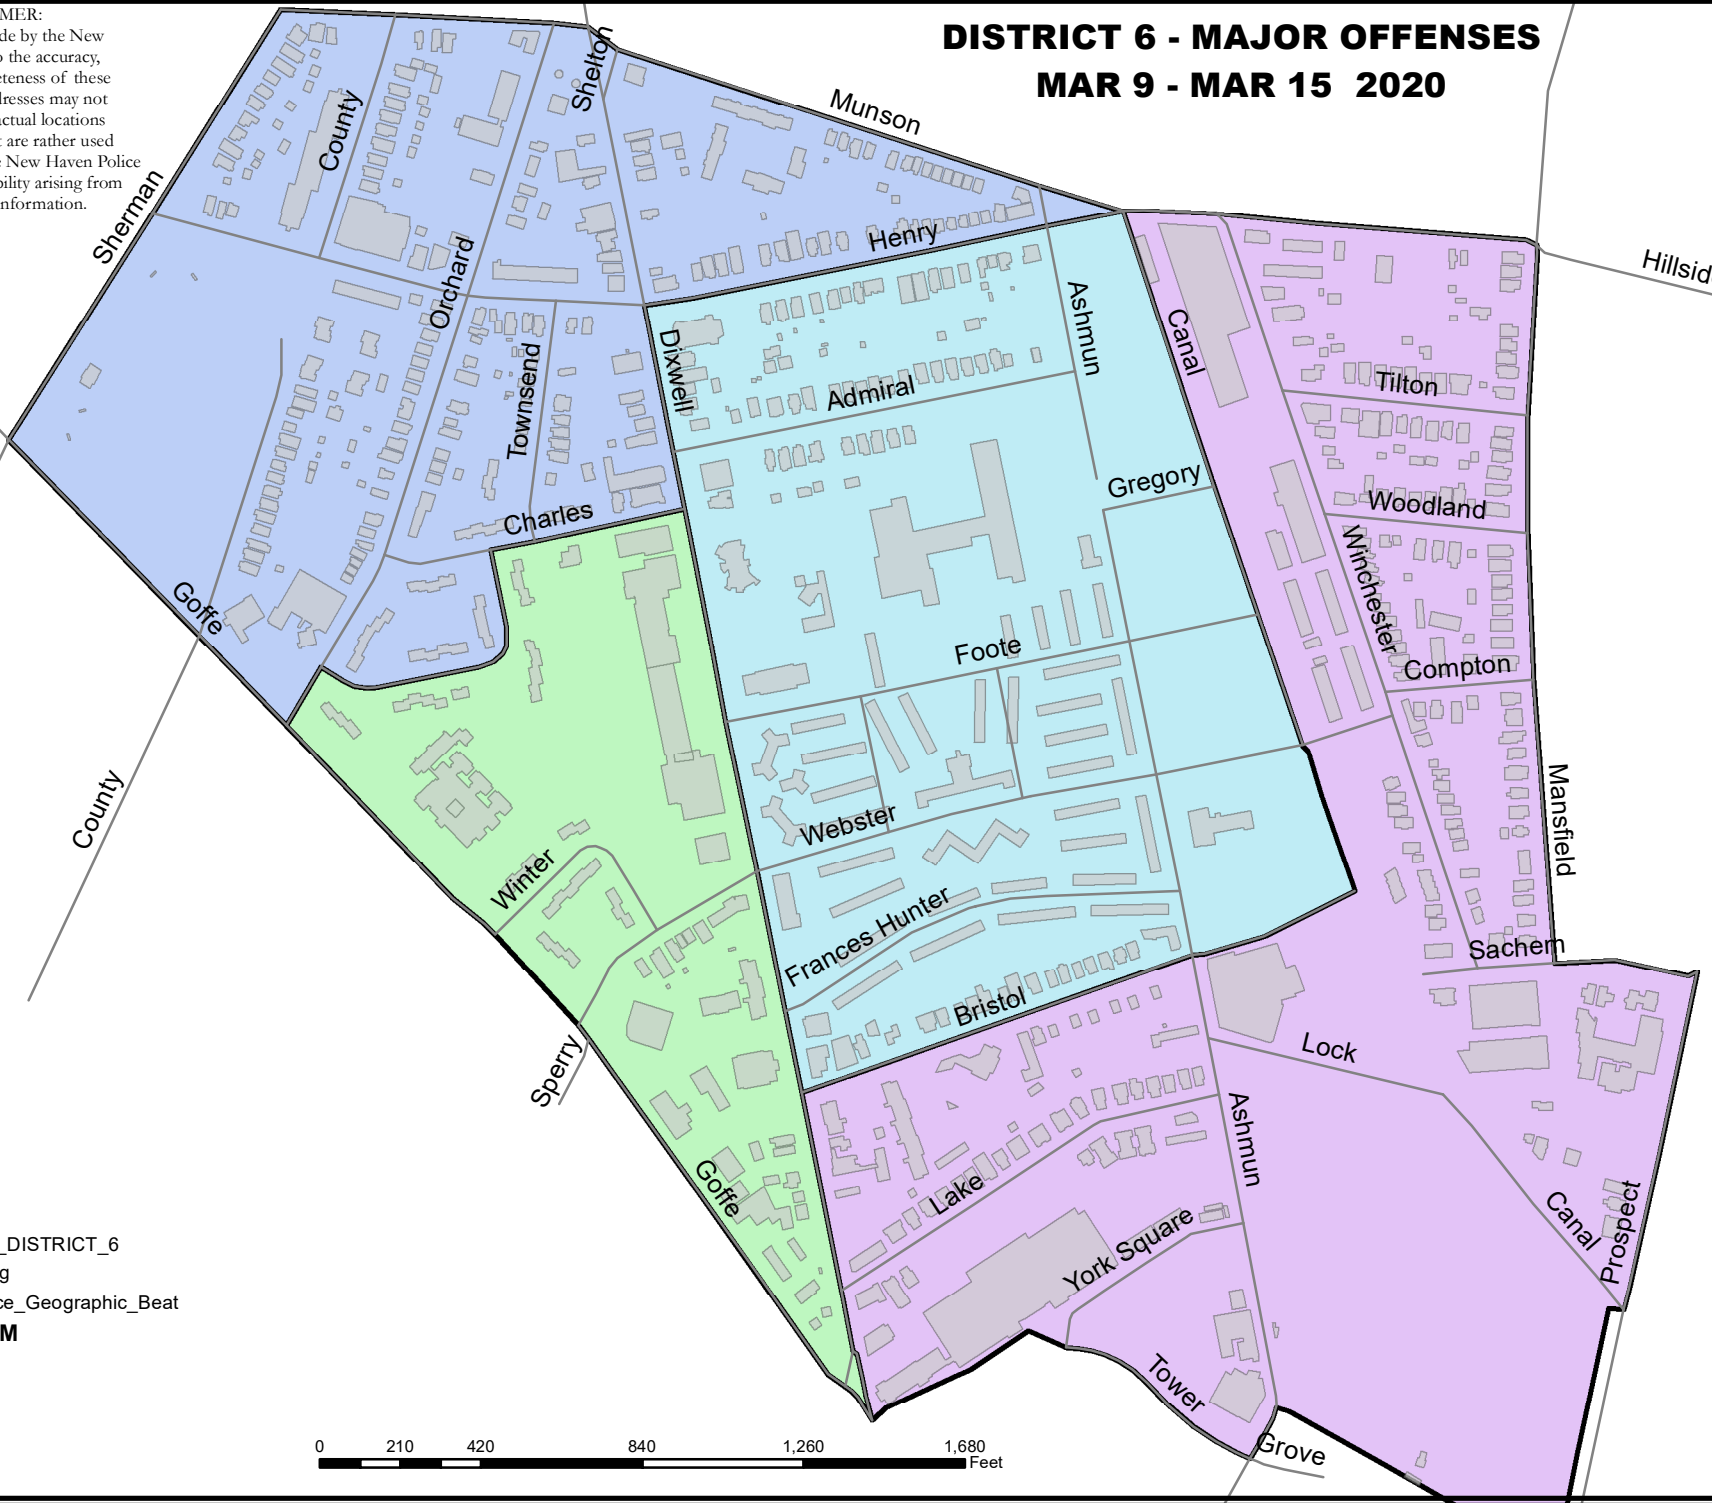 MER:
de by the New
o the accuracy,
eteness of these
dresses may not
actual locations
t are rather used
e New Haven Police
bility arising from
nformation.
DISTRICT 6 - MAJOR OFFENSES
MAR 9 - MAR 15 2020
Shelton
Munson
County
Sherman
Henry
Orchard
Hillsid
Ashmun
Canal
Dixwell
Townsend
Admiral
Tilton
Gregory
Woodland
Charles
Winchester
Goffe
Foote
Compton
County
Mansfield
Webster
Winter
Frances Hunter
Sachem
Bristol
Sperry
Lock
Ashmun
Goffe
Lake
Canal
Prospect
York Square
_DISTRICT_6
g
ce_Geographic_Beat
M
Tower
Grove
0 210 420 840 1,260 1,680
Feet